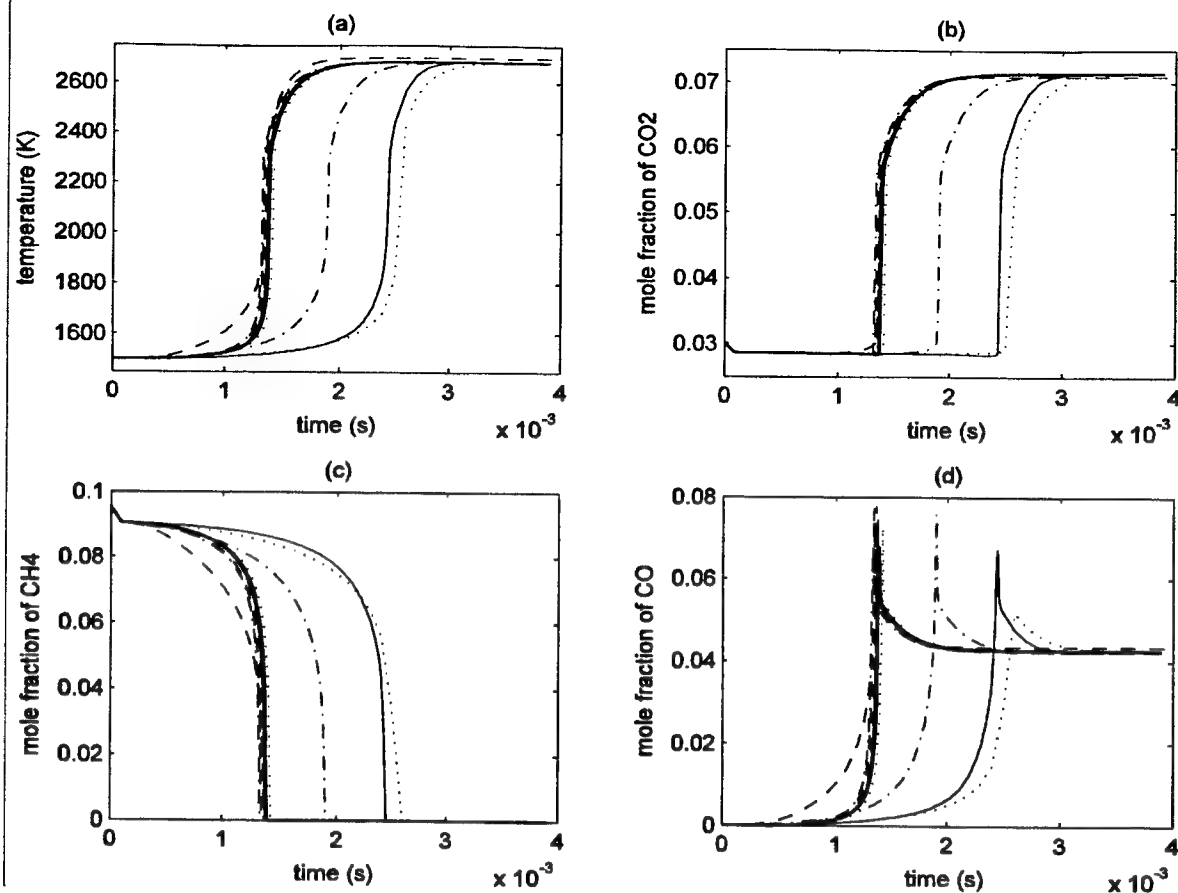 (a)
temperature (K)
2600
2400
2200
2000
1800
1600
0
1
2
3
4
time (s)
x 10⁻³
(b)
mole fraction of CO2
0.07
0.06
0.05
0.04
0.03
0
1
2
3
4
time (s)
x 10⁻³
(c)
mole fraction of CH4
0.1
0.08
0.06
0.04
0.02
0
0
1
2
3
4
time (s)
x 10⁻³
(d)
mole fraction of CO
0.08
0.06
0.04
0.02
0
0
1
2
3
4
time (s)
x 10⁻³